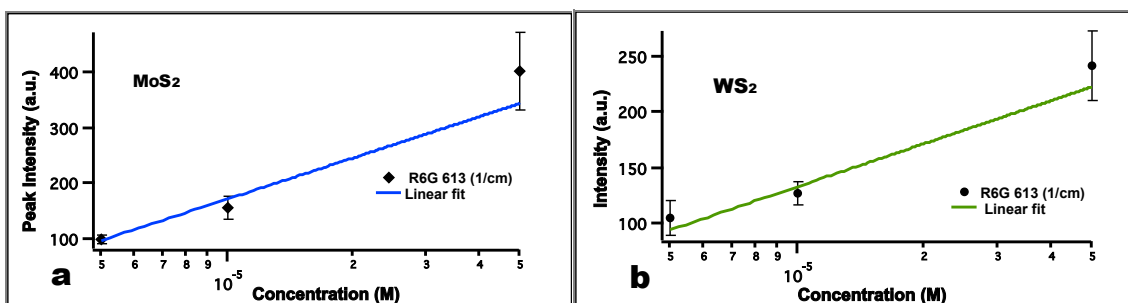 MoS2
Peak Intensity (a.u.)
400
300
200
100
R6G 613 (1/cm)
Linear fit
5 6 7 8 9 10-5 2 3 4 5
a
Concentration (M)
WS2
Intensity (a.u.)
250
200
150
100
R6G 613 (1/cm)
Linear fit
5 6 7 8 9 10-5 2 3 4 5
b
Concentration (M)